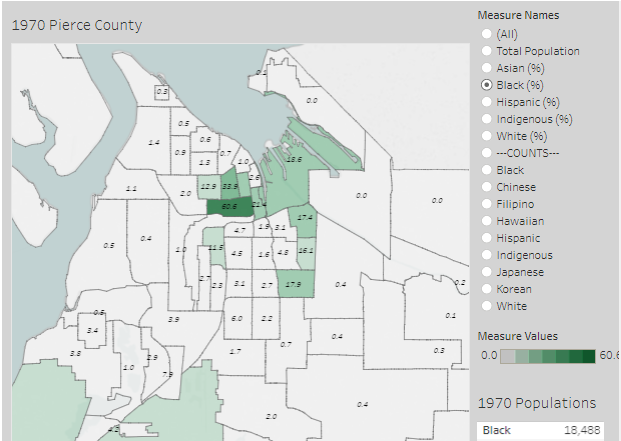 1970 Pierce County
Measure Names
(All)
Total Population
Asian (%)
Black (%)
Hispanic (%)
Indigenous (%)
White (%)
---COUNTS---
Black
Chinese
Filipino
Hawaiian
Hispanic
Indigenous
Japanese
Korean
White
Measure Values
0.0 60.6
1970 Populations
Black 18,488
0.1
0.3 0.0
0.5
1.4 0.6
0.9 0.7 15.6
1.3 1.0
2.6
1.1 2.0 12.9 33.9 0.0
60.6 21.4
17.4
4.7 1.9 3.1
0.5 0.4 1.0 11.5 4.5 1.6 4.8 16.1 0.0
2.7 2.3 3.1 2.7 17.9 0.4 0.2
0.5 3.9 6.0 2.2 0.1
3.4 0.4
3.8 2.9 1.7 0.7 0.3
1.0 7.9
4.2 2.0 0.4